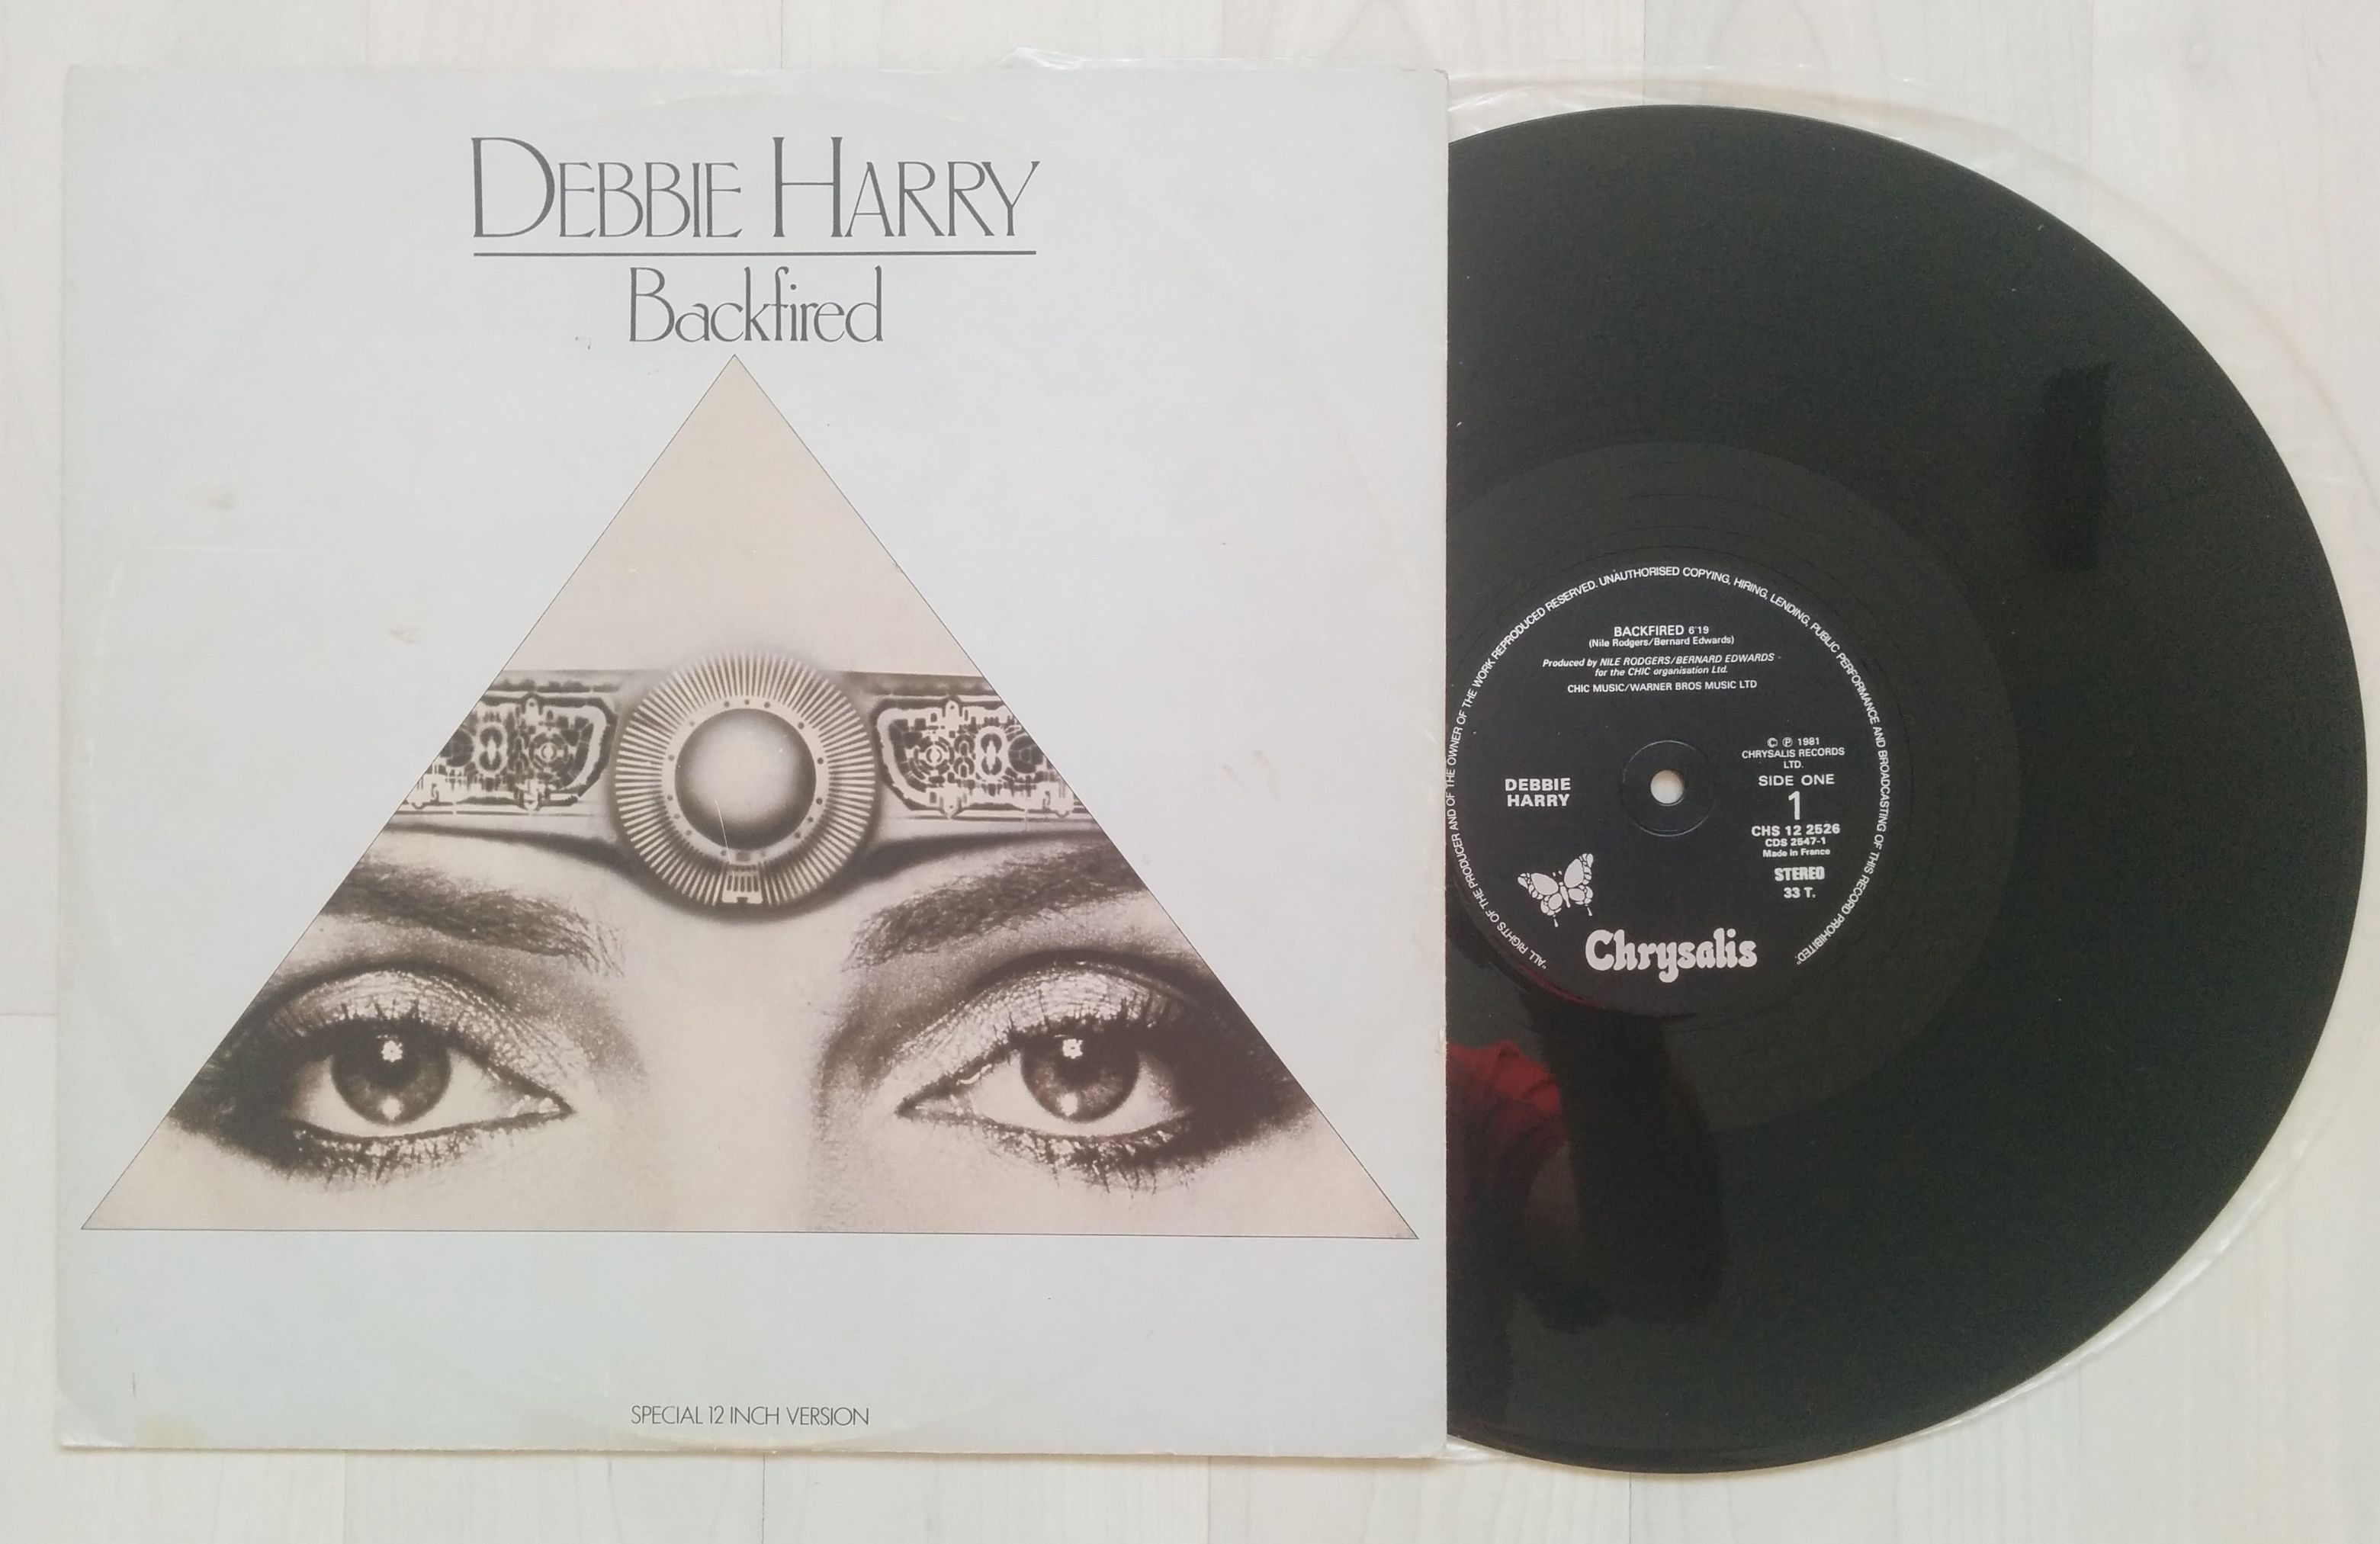 DEBBIE HARRY
Backfired
SPECIAL 12 INCH VERSION
"ALL RIGHTS OF THE PRODUCER AND OF THE OWNER OF THE WORK REPRODUCED RESERVED. UNAUTHORISED COPYING, HIRING, LENDING, PUBLIC PERFORMANCE AND BROADCASTING OF THIS RECORD PROHIBITED."
BACKFIRED 6'19
(Nile Rodgers/Bernard Edwards)
Produced by NILE RODGERS/BERNARD EDWARDS
for the CHIC organisation Ltd.
CHIC MUSIC/WARNER BROS MUSIC LTD
© ℗ 1981
CHRYSALIS RECORDS
LTD.
SIDE ONE
1
CHS 12 2526
CDS 2547-1
Made in France
STEREO
33 T.
DEBBIE
HARRY
Chrysalis